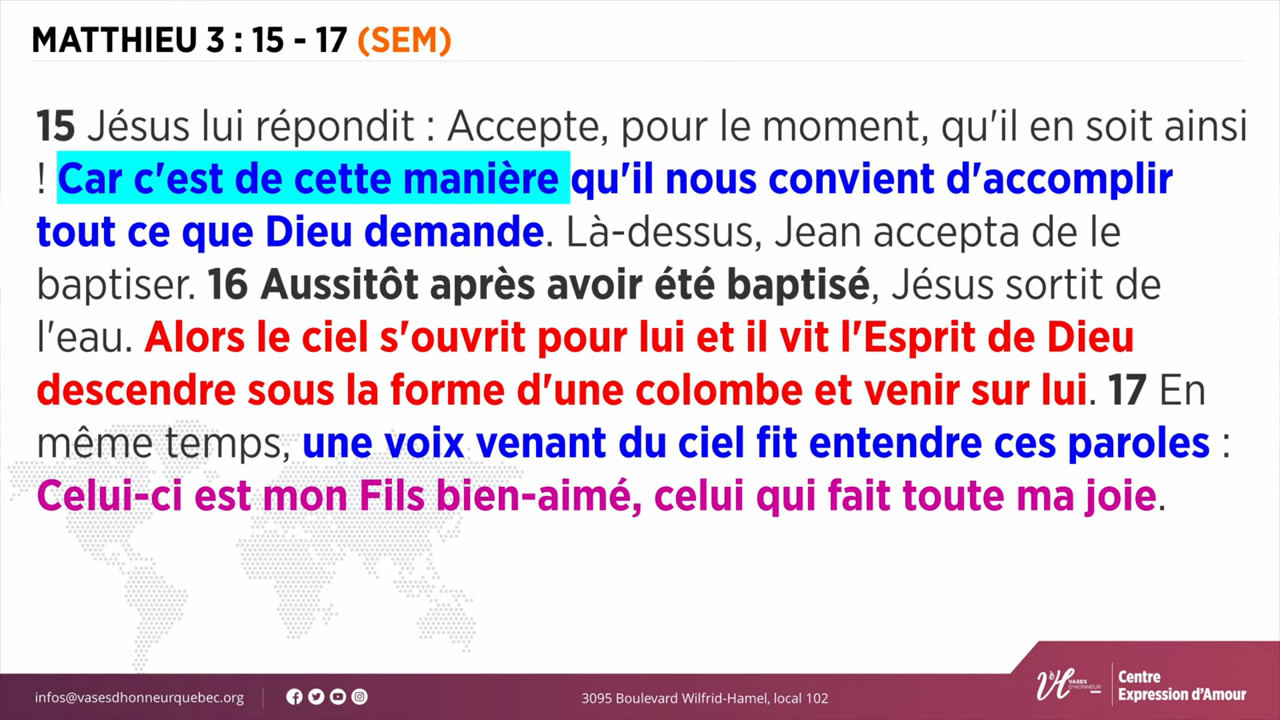 MATTHIEU 3 : 15 - 17 (SEM)
15 Jésus lui répondit : Accepte, pour le moment, qu'il en soit ainsi
! Car c'est de cette manière qu'il nous convient d'accomplir
tout ce que Dieu demande. Là-dessus, Jean accepta de le
baptiser. 16 Aussitôt après avoir été baptisé, Jésus sortit de
l'eau. Alors le ciel s'ouvrit pour lui et il vit l'Esprit de Dieu
descendre sous la forme d'une colombe et venir sur lui. 17 En
même temps, une voix venant du ciel fit entendre ces paroles :
Celui-ci est mon Fils bien-aimé, celui qui fait toute ma joie.
infos@vasesdhonneurquebec.org
3095 Boulevard Wilfrid-Hamel, local 102
VH VASES
D'HONNEUR
Centre
Expression d'Amour